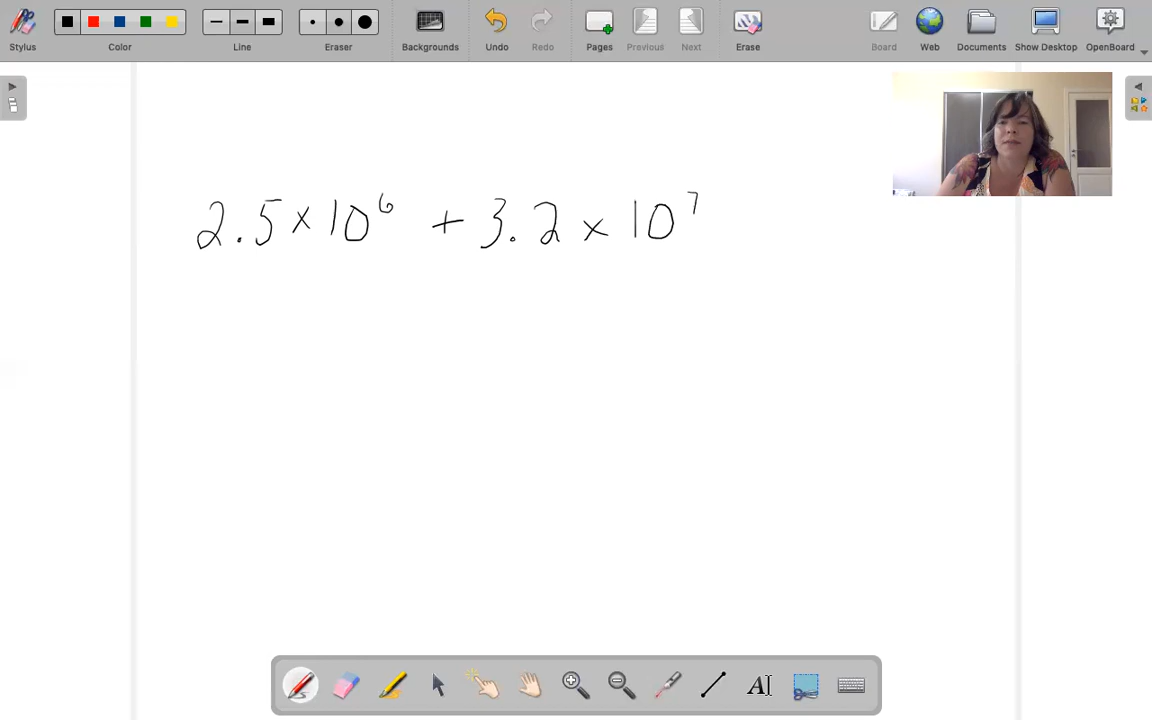 Stylus Color Line Eraser Backgrounds Undo Redo Pages Previous Next Erase Board Web Documents Show Desktop OpenBoard
2.5 × 10⁶ + 3.2 × 10⁷
A